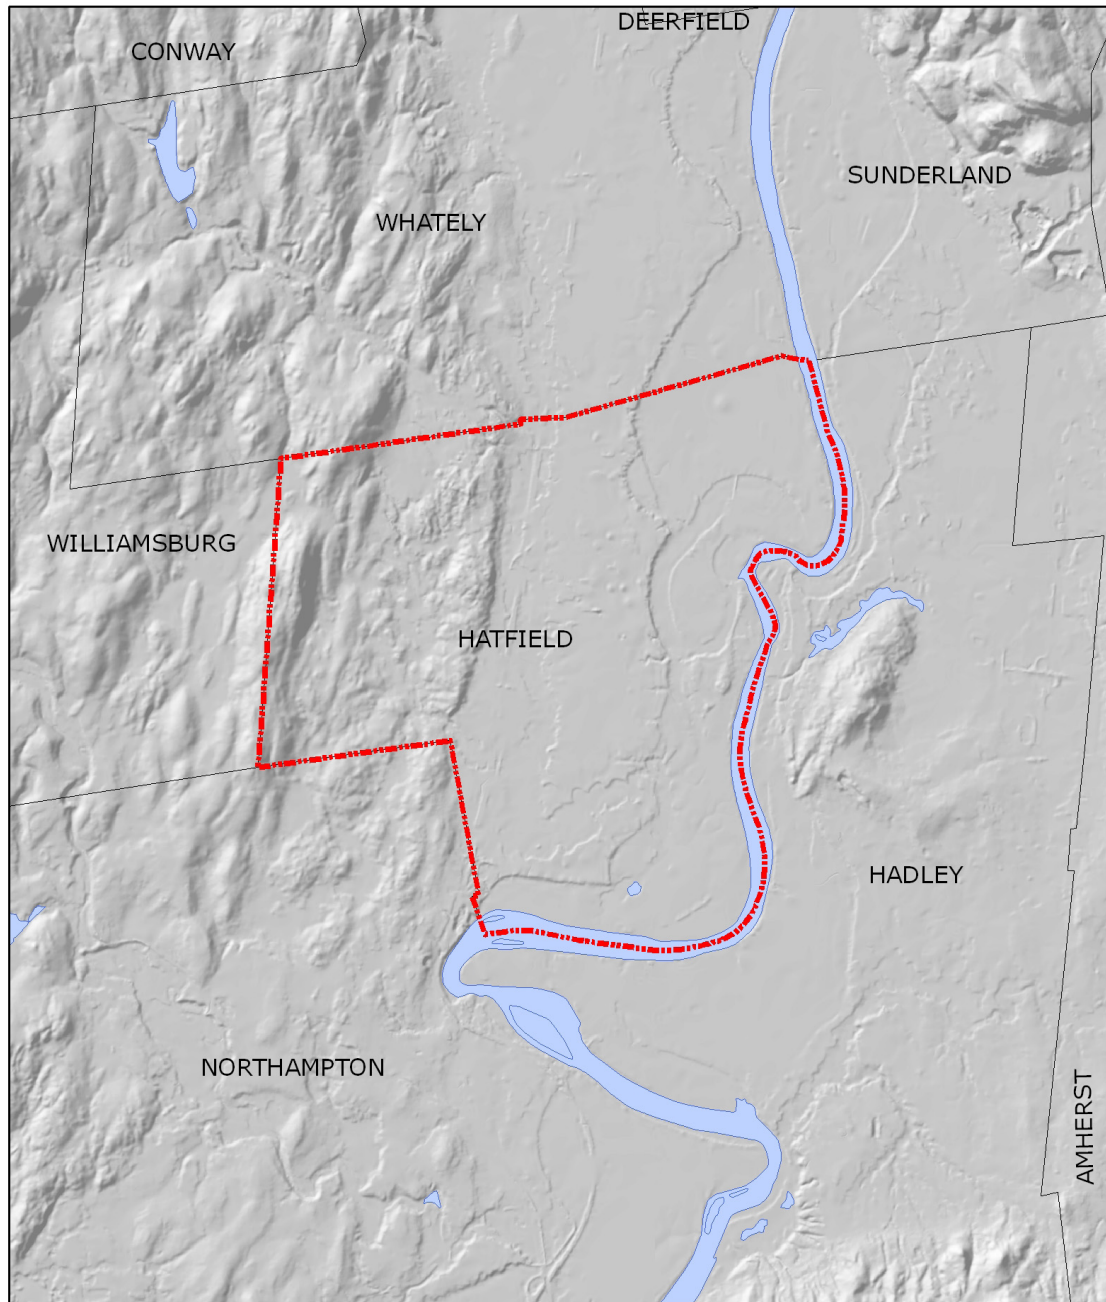 DEERFIELD
CONWAY
SUNDERLAND
WHATELY
WILLIAMSBURG
HATFIELD
HADLEY
NORTHAMPTON
AMHERST